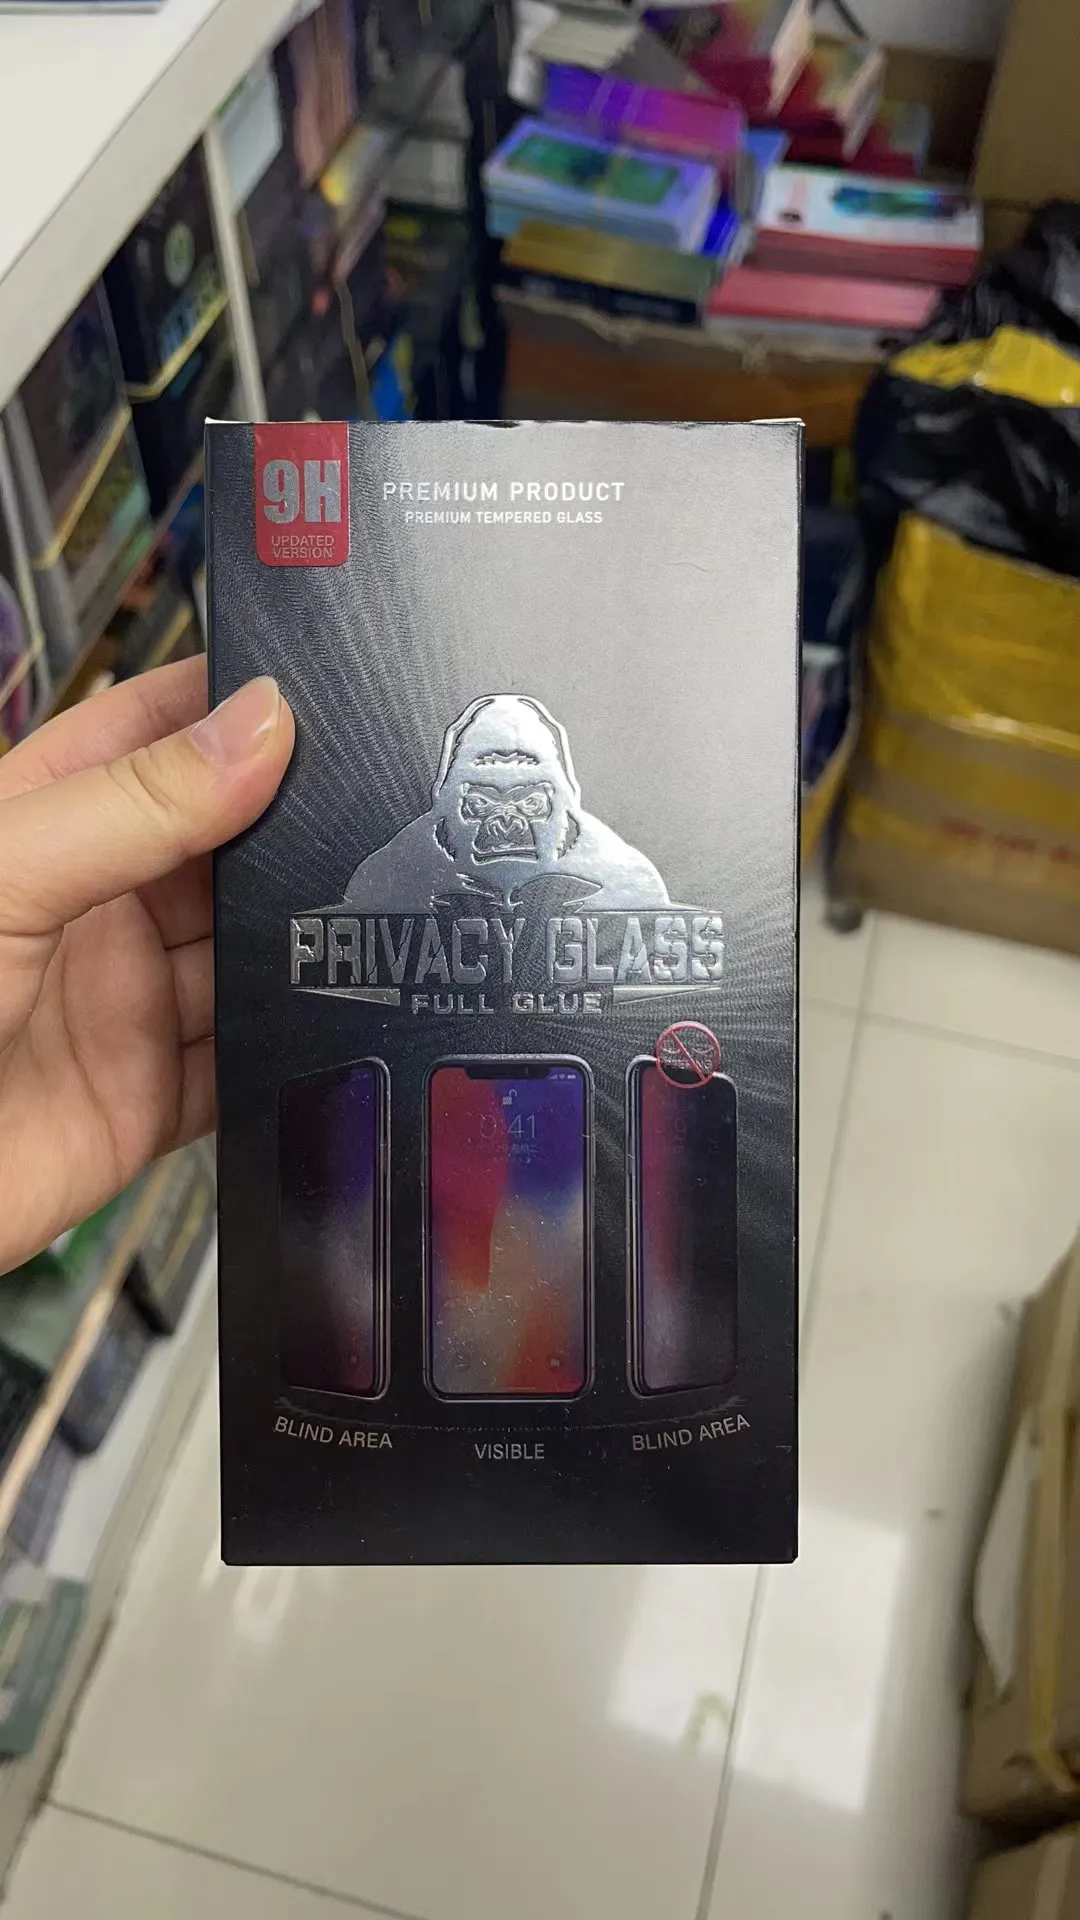 9H
UPDATED
VERSION
PREMIUM PRODUCT
PREMIUM TEMPERED GLASS
PRIVACY GLASS
FULL GLUE
9:41
BLIND AREA
VISIBLE
BLIND AREA